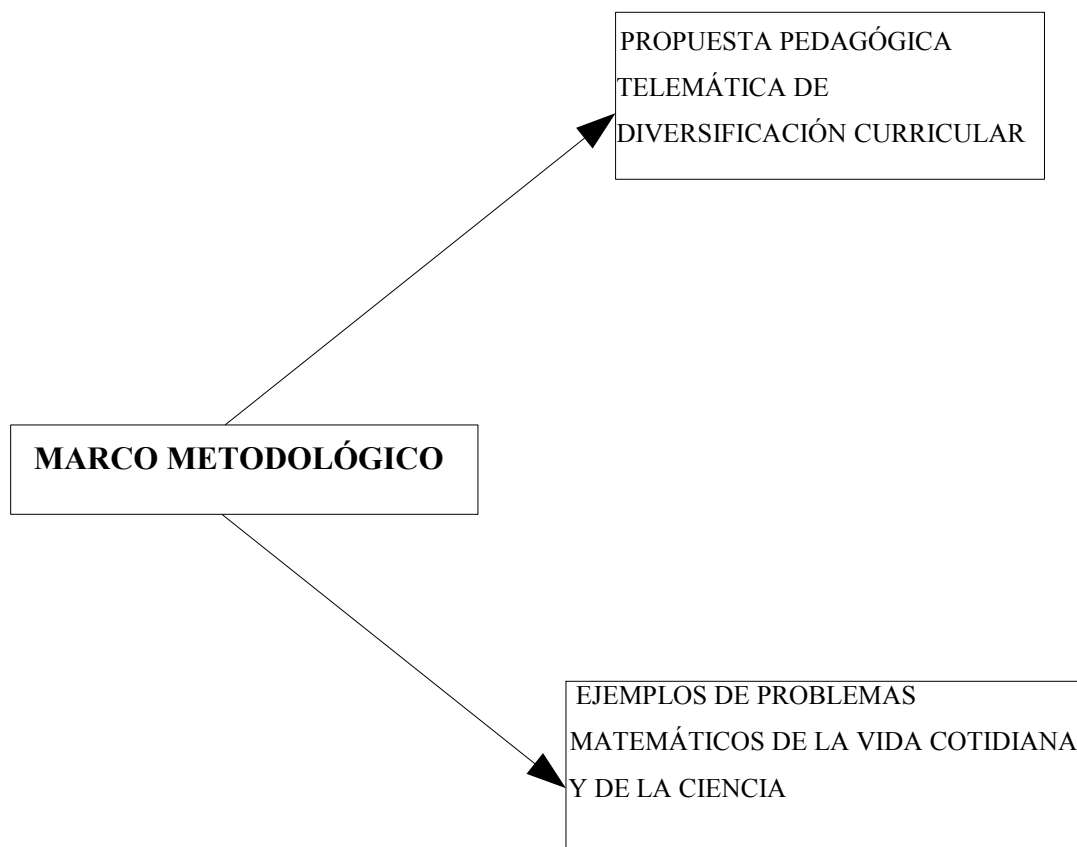 PROPUESTA PEDAGÓGICA
TELEMÁTICA DE
DIVERSIFICACIÓN CURRICULAR
MARCO METODOLÓGICO
EJEMPLOS DE PROBLEMAS
MATEMÁTICOS DE LA VIDA COTIDIANA
Y DE LA CIENCIA